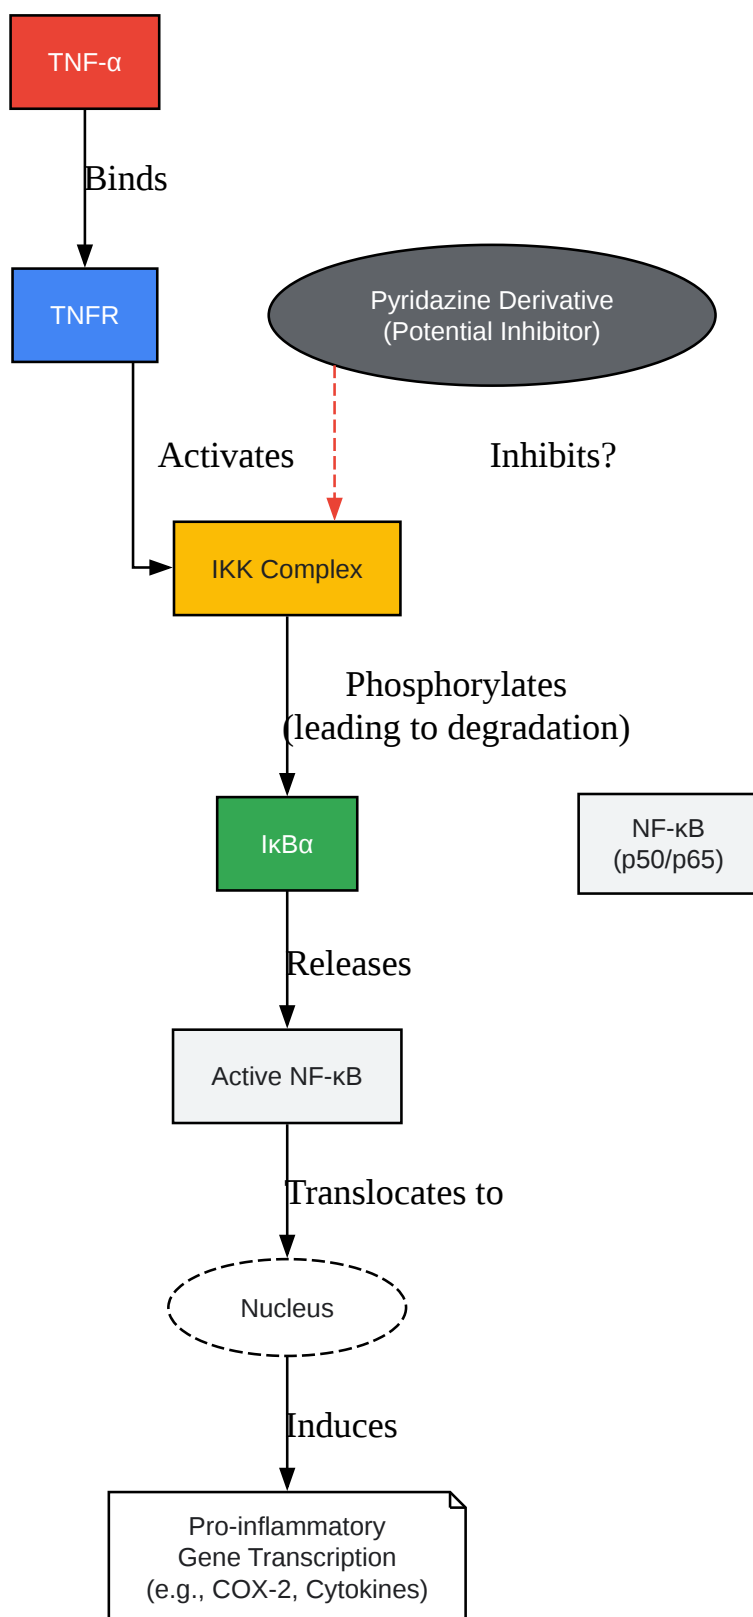 TNF-α
Binds
TNFR
Pyridazine Derivative
(Potential Inhibitor)
Activates
Inhibits?
IKK Complex
Phosphorylates
(leading to degradation)
IκBα
NF-κB
(p50/p65)
Releases
Active NF-κB
Translocates to
Nucleus
Induces
Pro-inflammatory
Gene Transcription
(e.g., COX-2, Cytokines)